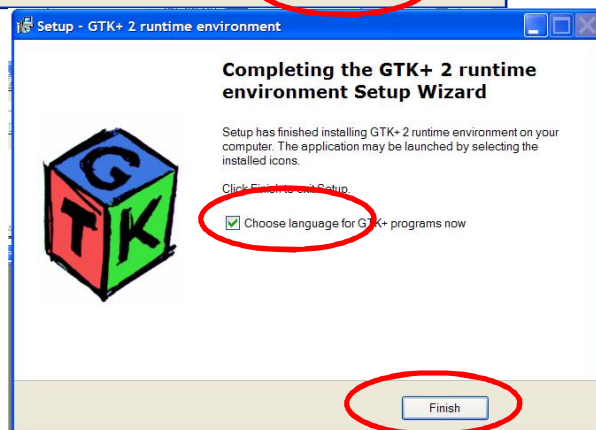 Setup - GTK+ 2 runtime environment
Completing the GTK+ 2 runtime
environment Setup Wizard
Setup has finished installing GTK+ 2 runtime environment on your
computer. The application may be launched by selecting the
installed icons.
Click Finish to exit Setup.
Choose language for GTK+ programs now
G
T K
Finish